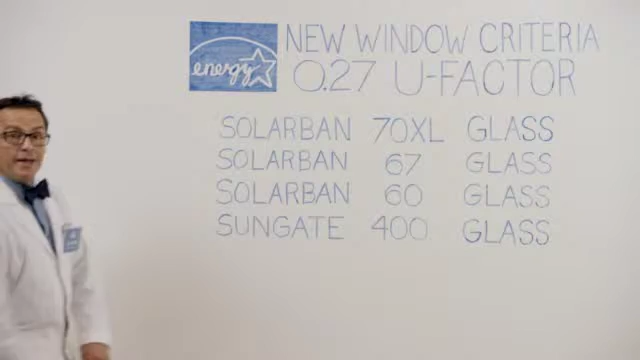 energy
NEW WINDOW CRITERIA
0.27 U-FACTOR
SOLARBAN 70XL GLASS
SOLARBAN 67 GLASS
SOLARBAN 60 GLASS
SUNGATE 400 GLASS